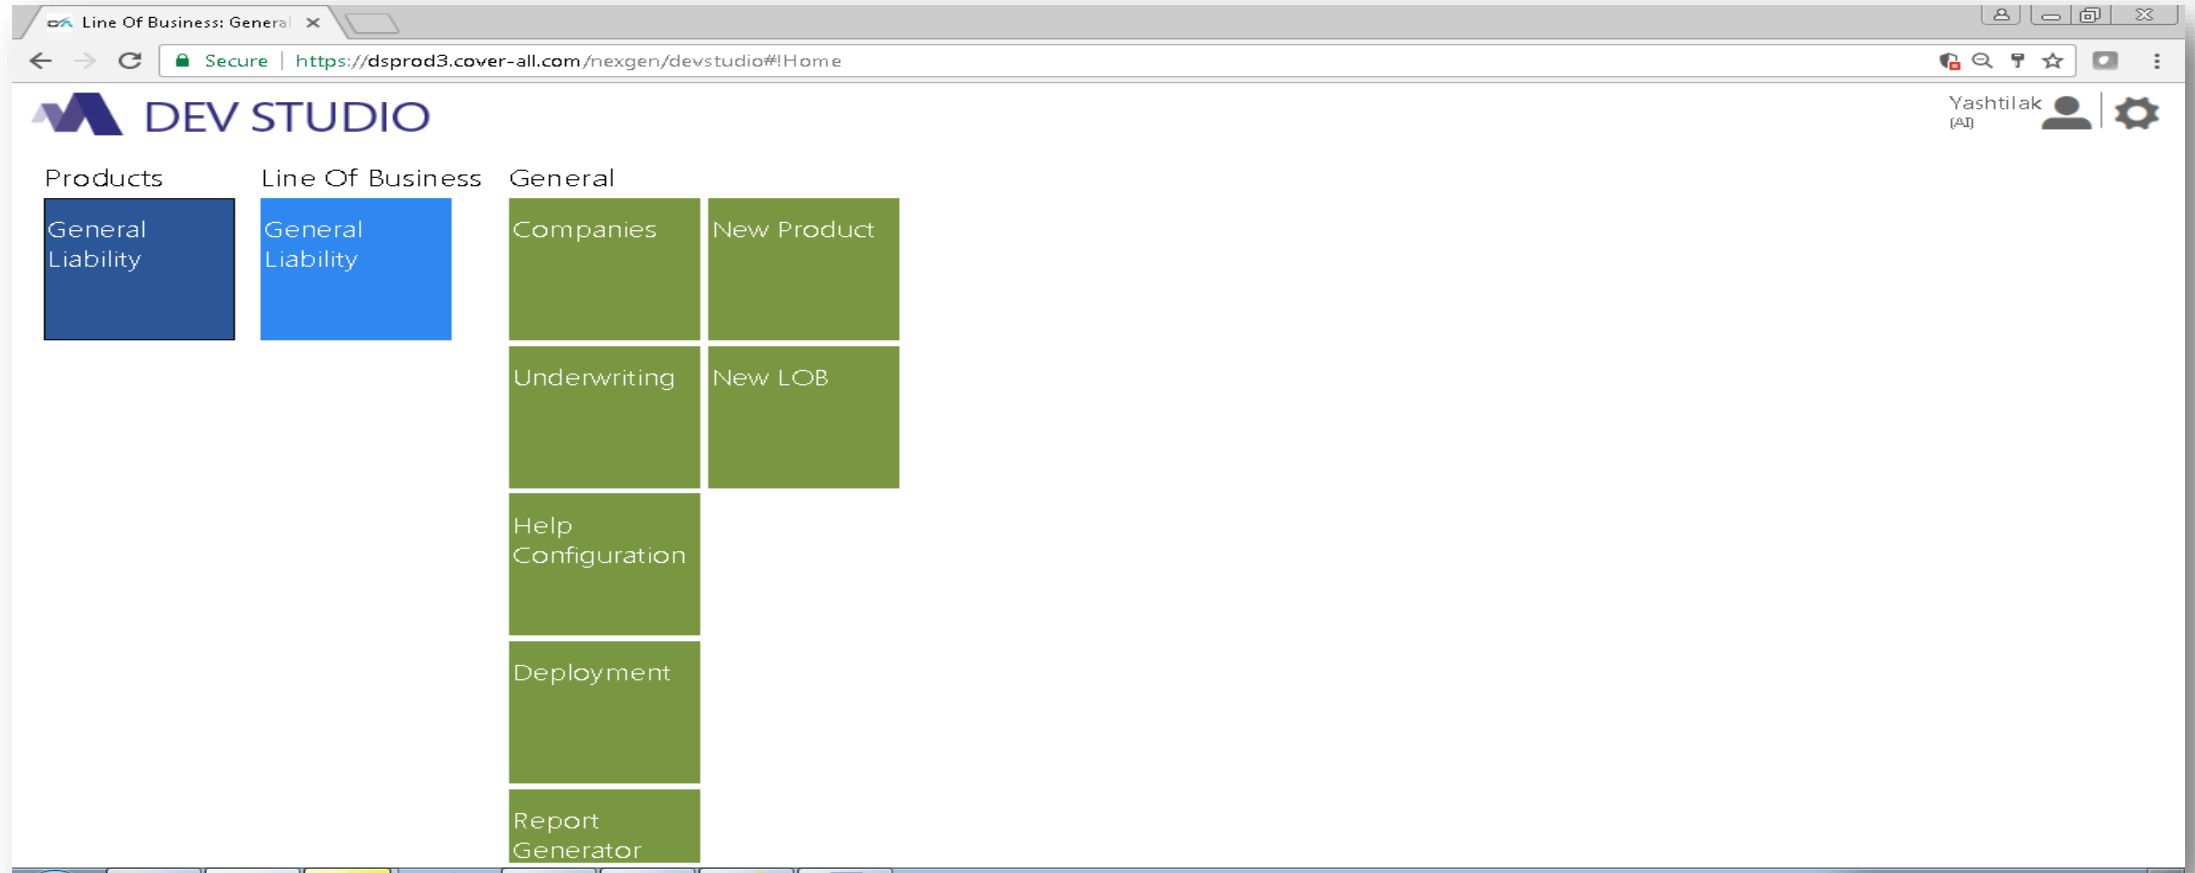 Line Of Business: General
Secure | https://dsprod3.cover-all.com/nexgen/devstudio#!Home
DEV STUDIO
Yashtilak
(AI)
Products
Line Of Business
General
General
Liability
General
Liability
Companies
New Product
Underwriting
New LOB
Help
Configuration
Deployment
Report
Generator